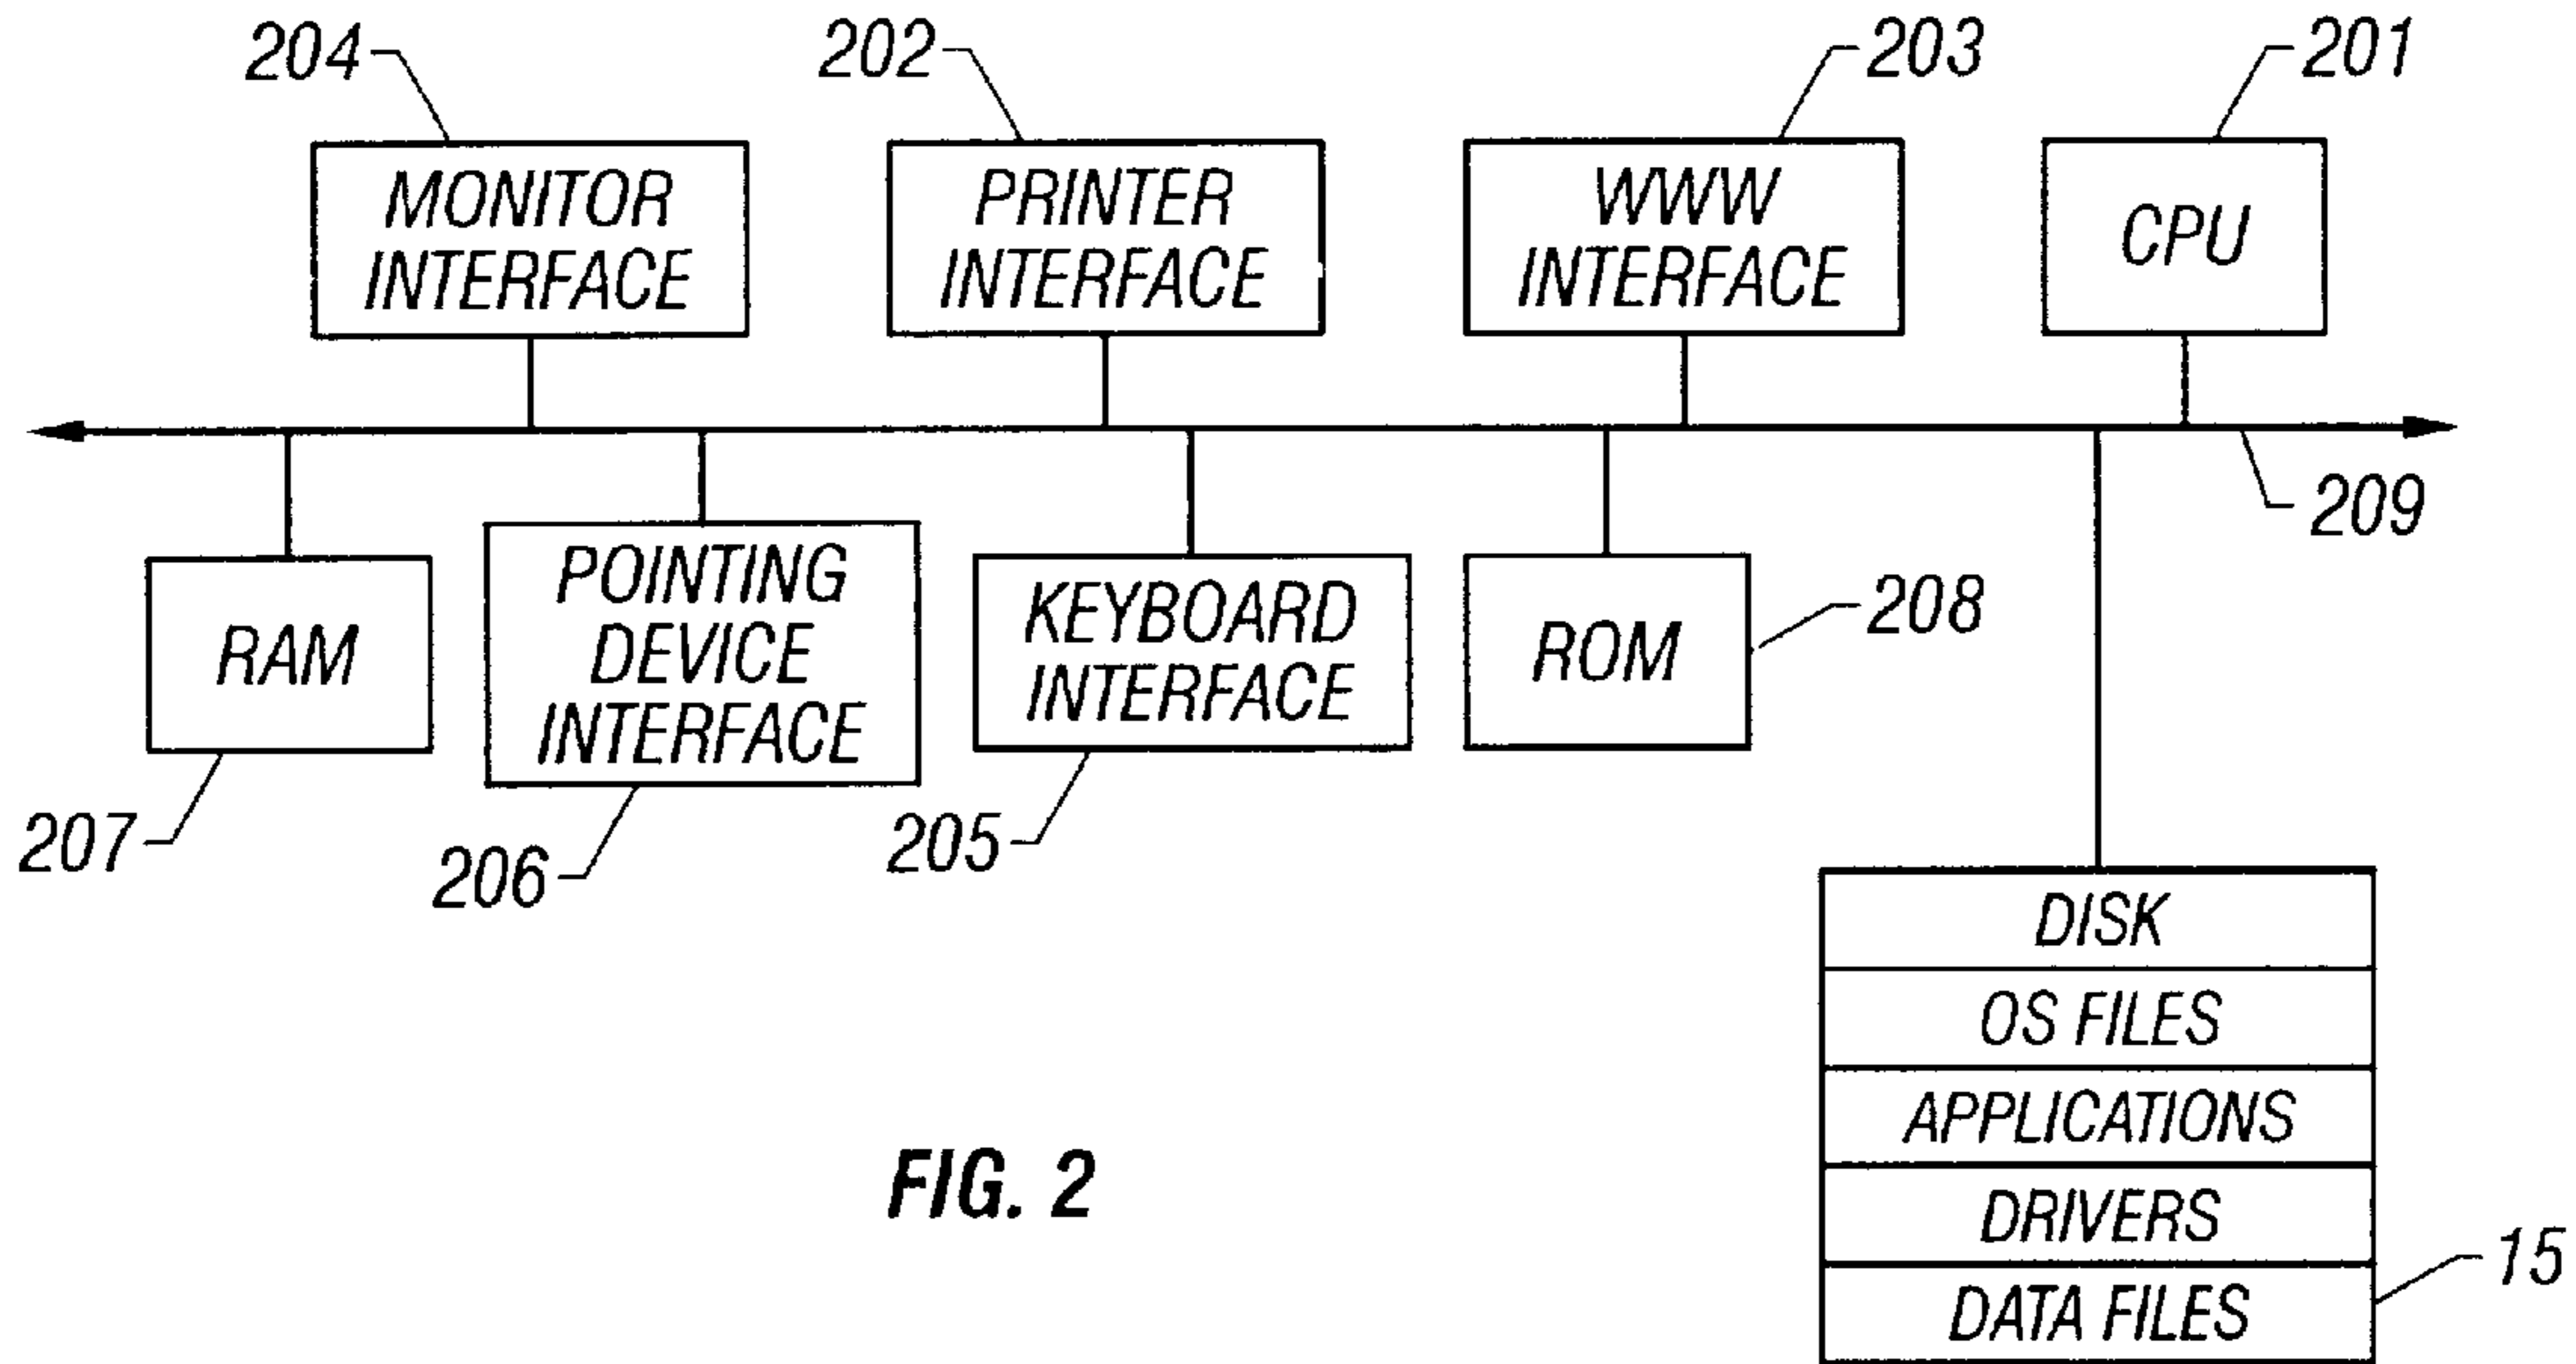 204
202
203
201
MONITOR
INTERFACE
PRINTER
INTERFACE
WWW
INTERFACE
CPU
209
RAM
POINTING
DEVICE
INTERFACE
KEYBOARD
INTERFACE
ROM
208
207
206
205
DISK
OS FILES
APPLICATIONS
DRIVERS
DATA FILES
15
FIG. 2